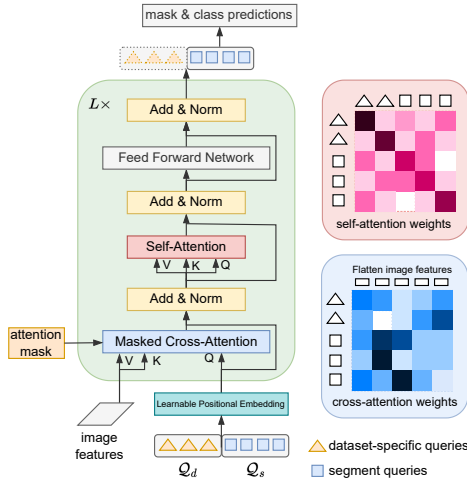 mask & class predictions
L×
Add & Norm
Feed Forward Network
Add & Norm
Self-Attention
V K Q
Add & Norm
attention
mask
Masked Cross-Attention
V K Q
Learnable Positional Embedding
image
features
Q_d Q_s
self-attention weights
Flatten image features
cross-attention weights
dataset-specific queries
segment queries